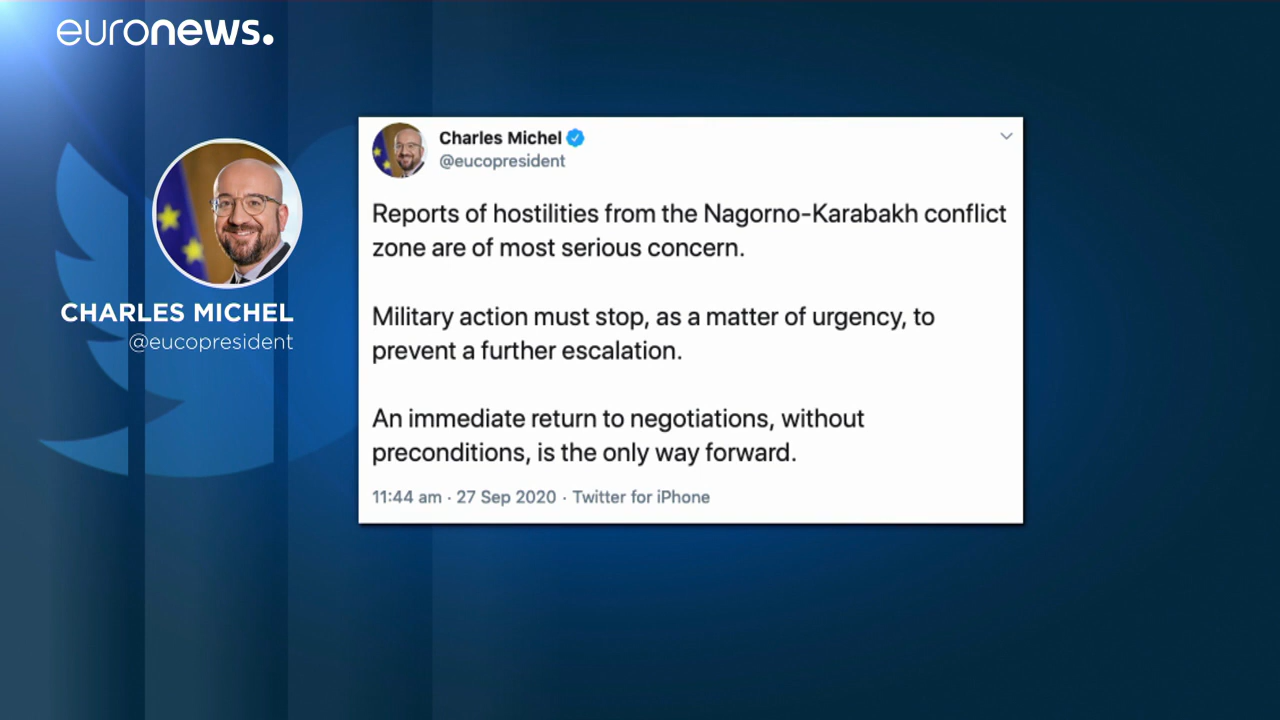 euronews.
CHARLES MICHEL
@eucopresident
Charles Michel
@eucopresident
Reports of hostilities from the Nagorno-Karabakh conflict
zone are of most serious concern.
Military action must stop, as a matter of urgency, to
prevent a further escalation.
An immediate return to negotiations, without
preconditions, is the only way forward.
11:44 am · 27 Sep 2020 · Twitter for iPhone